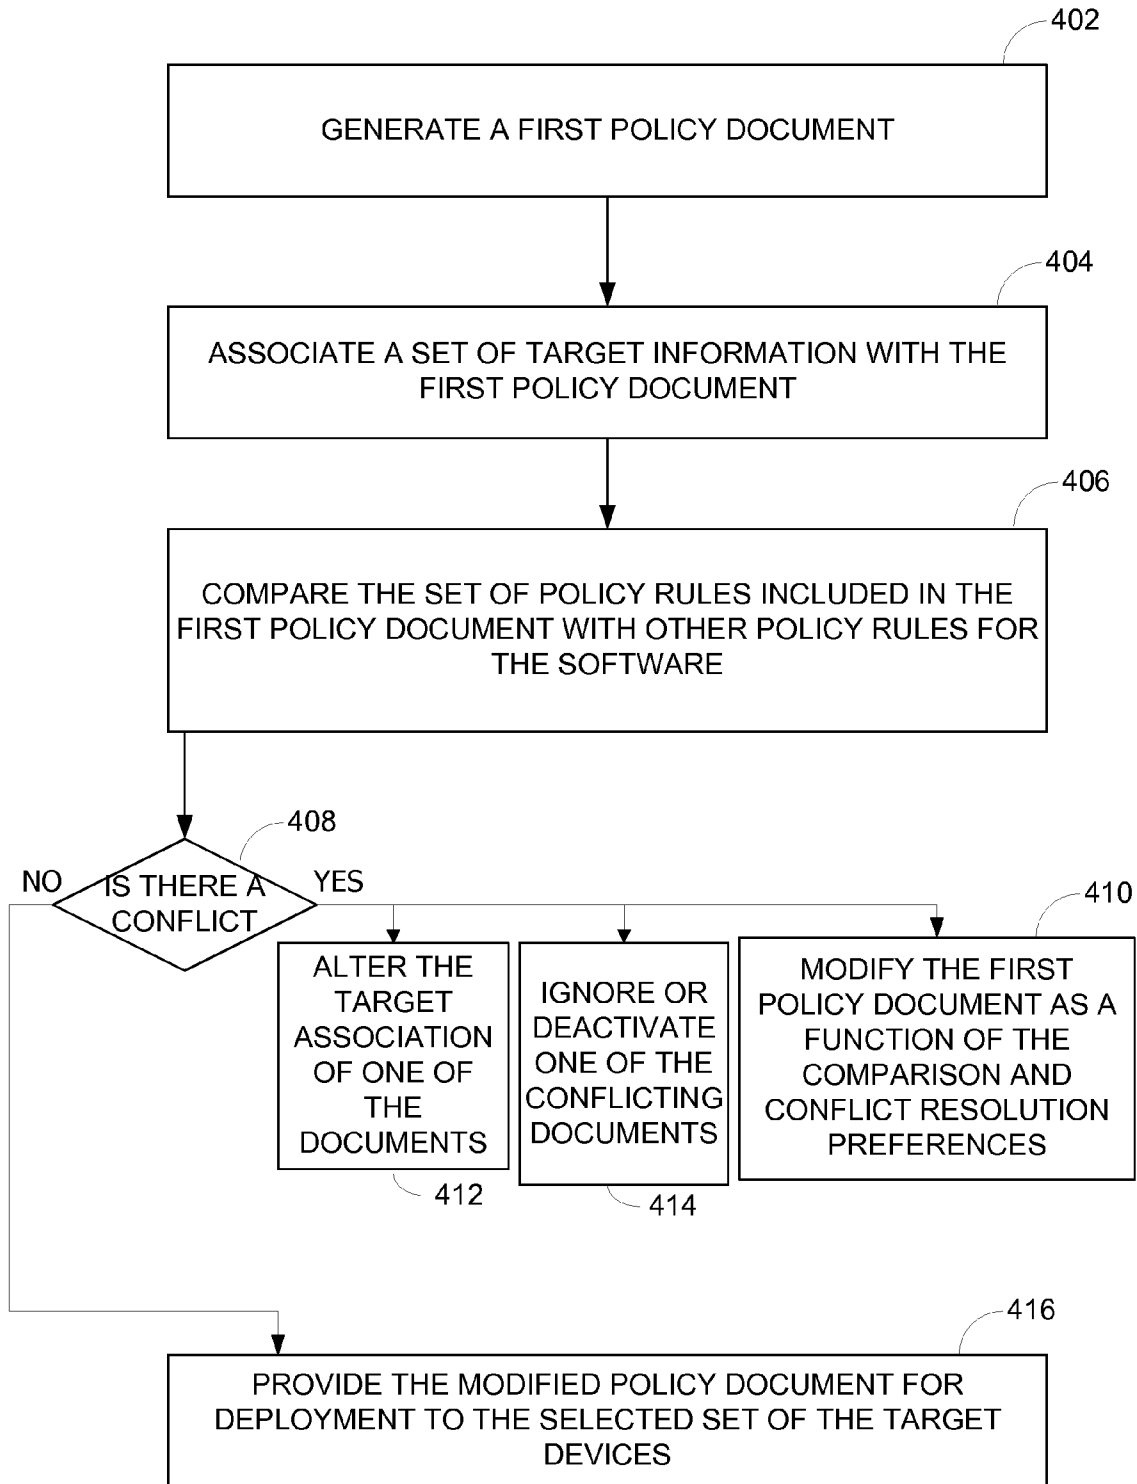 402
GENERATE A FIRST POLICY DOCUMENT
404
ASSOCIATE A SET OF TARGET INFORMATION WITH THE
FIRST POLICY DOCUMENT
406
COMPARE THE SET OF POLICY RULES INCLUDED IN THE
FIRST POLICY DOCUMENT WITH OTHER POLICY RULES FOR
THE SOFTWARE
408
NO
IS THERE A
CONFLICT
YES
ALTER THE
TARGET
ASSOCIATION
OF ONE OF
THE
DOCUMENTS
412
IGNORE OR
DEACTIVATE
ONE OF THE
CONFLICTING
DOCUMENTS
414
410
MODIFY THE FIRST
POLICY DOCUMENT AS A
FUNCTION OF THE
COMPARISON AND
CONFLICT RESOLUTION
PREFERENCES
416
PROVIDE THE MODIFIED POLICY DOCUMENT FOR
DEPLOYMENT TO THE SELECTED SET OF THE TARGET
DEVICES